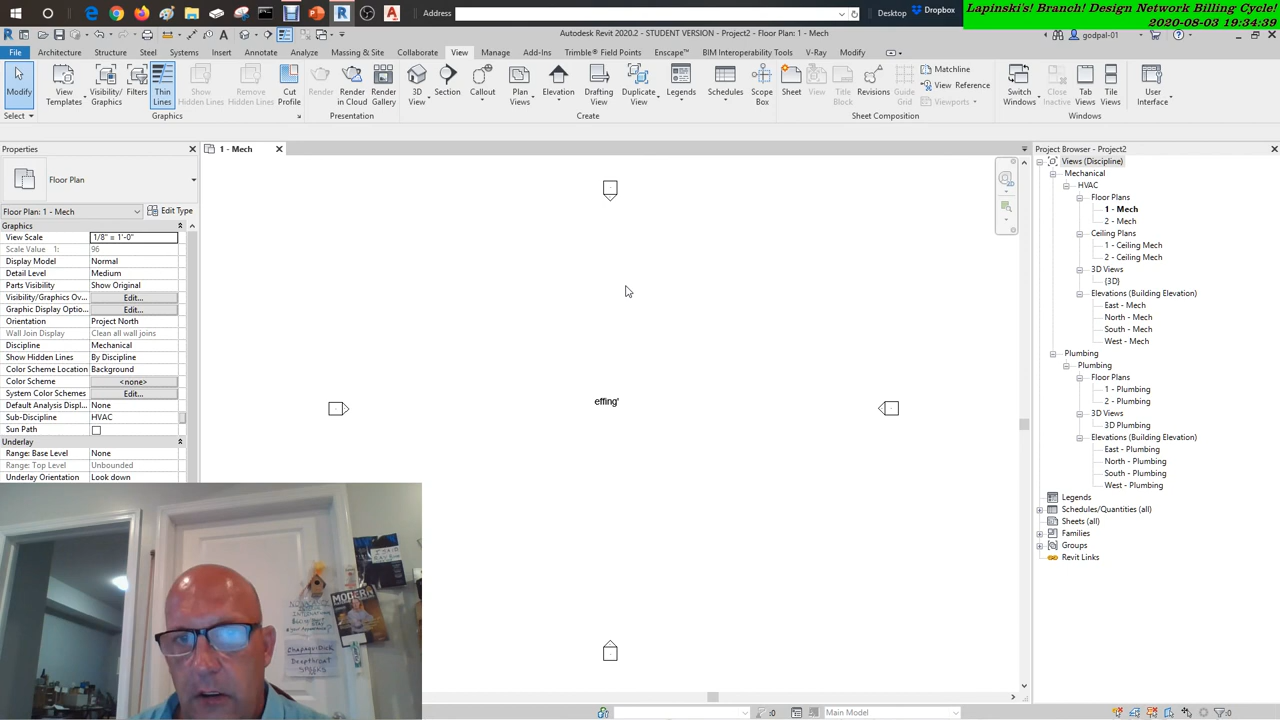 Address
Desktop
Dropbox
Lapinski's! Branch! Design Network Billing Cycle!
2020-08-03 19:34:39
Autodesk Revit 2020.2 - STUDENT VERSION - Project2 - Floor Plan: 1 - Mech
godpal-01
File Architecture Structure Steel Systems Insert Annotate Analyze Massing & Site Collaborate View Manage Add-Ins Trimble® Field Points Enscape™ BIM Interoperability Tools V-Ray Modify
Modify
View Templates
Visibility/ Graphics
Filters
Thin Lines
Show Hidden Lines
Remove Hidden Lines
Cut Profile
Render
Render in Cloud
Render Gallery
3D View
Section
Callout
Plan Views
Elevation
Drafting View
Duplicate View
Legends
Schedules
Scope Box
Sheet
View
Title Block
Revisions
Guide Grid
Matchline
View Reference
Viewports
Switch Windows
Close Inactive
Tab Views
Tile Views
User Interface
Select
Graphics
Presentation
Create
Sheet Composition
Windows
Properties
1 - Mech
Project Browser - Project2
Floor Plan
Floor Plan: 1 - Mech
Edit Type
Graphics
View Scale 1/8" = 1'-0"
Scale Value 1: 96
Display Model Normal
Detail Level Medium
Parts Visibility Show Original
Visibility/Graphics Ov... Edit...
Graphic Display Optio... Edit...
Orientation Project North
Wall Join Display Clean all wall joins
Discipline Mechanical
Show Hidden Lines By Discipline
Color Scheme Location Background
Color Scheme <none>
System Color Schemes Edit...
Default Analysis Displ... None
Sub-Discipline HVAC
Sun Path
Underlay
Range: Base Level None
Range: Top Level Unbounded
Underlay Orientation Look down
effing'
Views (Discipline)
Mechanical
HVAC
Floor Plans
1 - Mech
2 - Mech
Ceiling Plans
1 - Ceiling Mech
2 - Ceiling Mech
3D Views
{3D}
Elevations (Building Elevation)
East - Mech
North - Mech
South - Mech
West - Mech
Plumbing
Plumbing
Floor Plans
1 - Plumbing
2 - Plumbing
3D Views
3D Plumbing
Elevations (Building Elevation)
East - Plumbing
North - Plumbing
South - Plumbing
West - Plumbing
Legends
Schedules/Quantities (all)
Sheets (all)
Families
Groups
Revit Links
MODERN
CHAPAQUIDICK
DEEPTHROAT
SPEAKS
:0
Main Model
:0